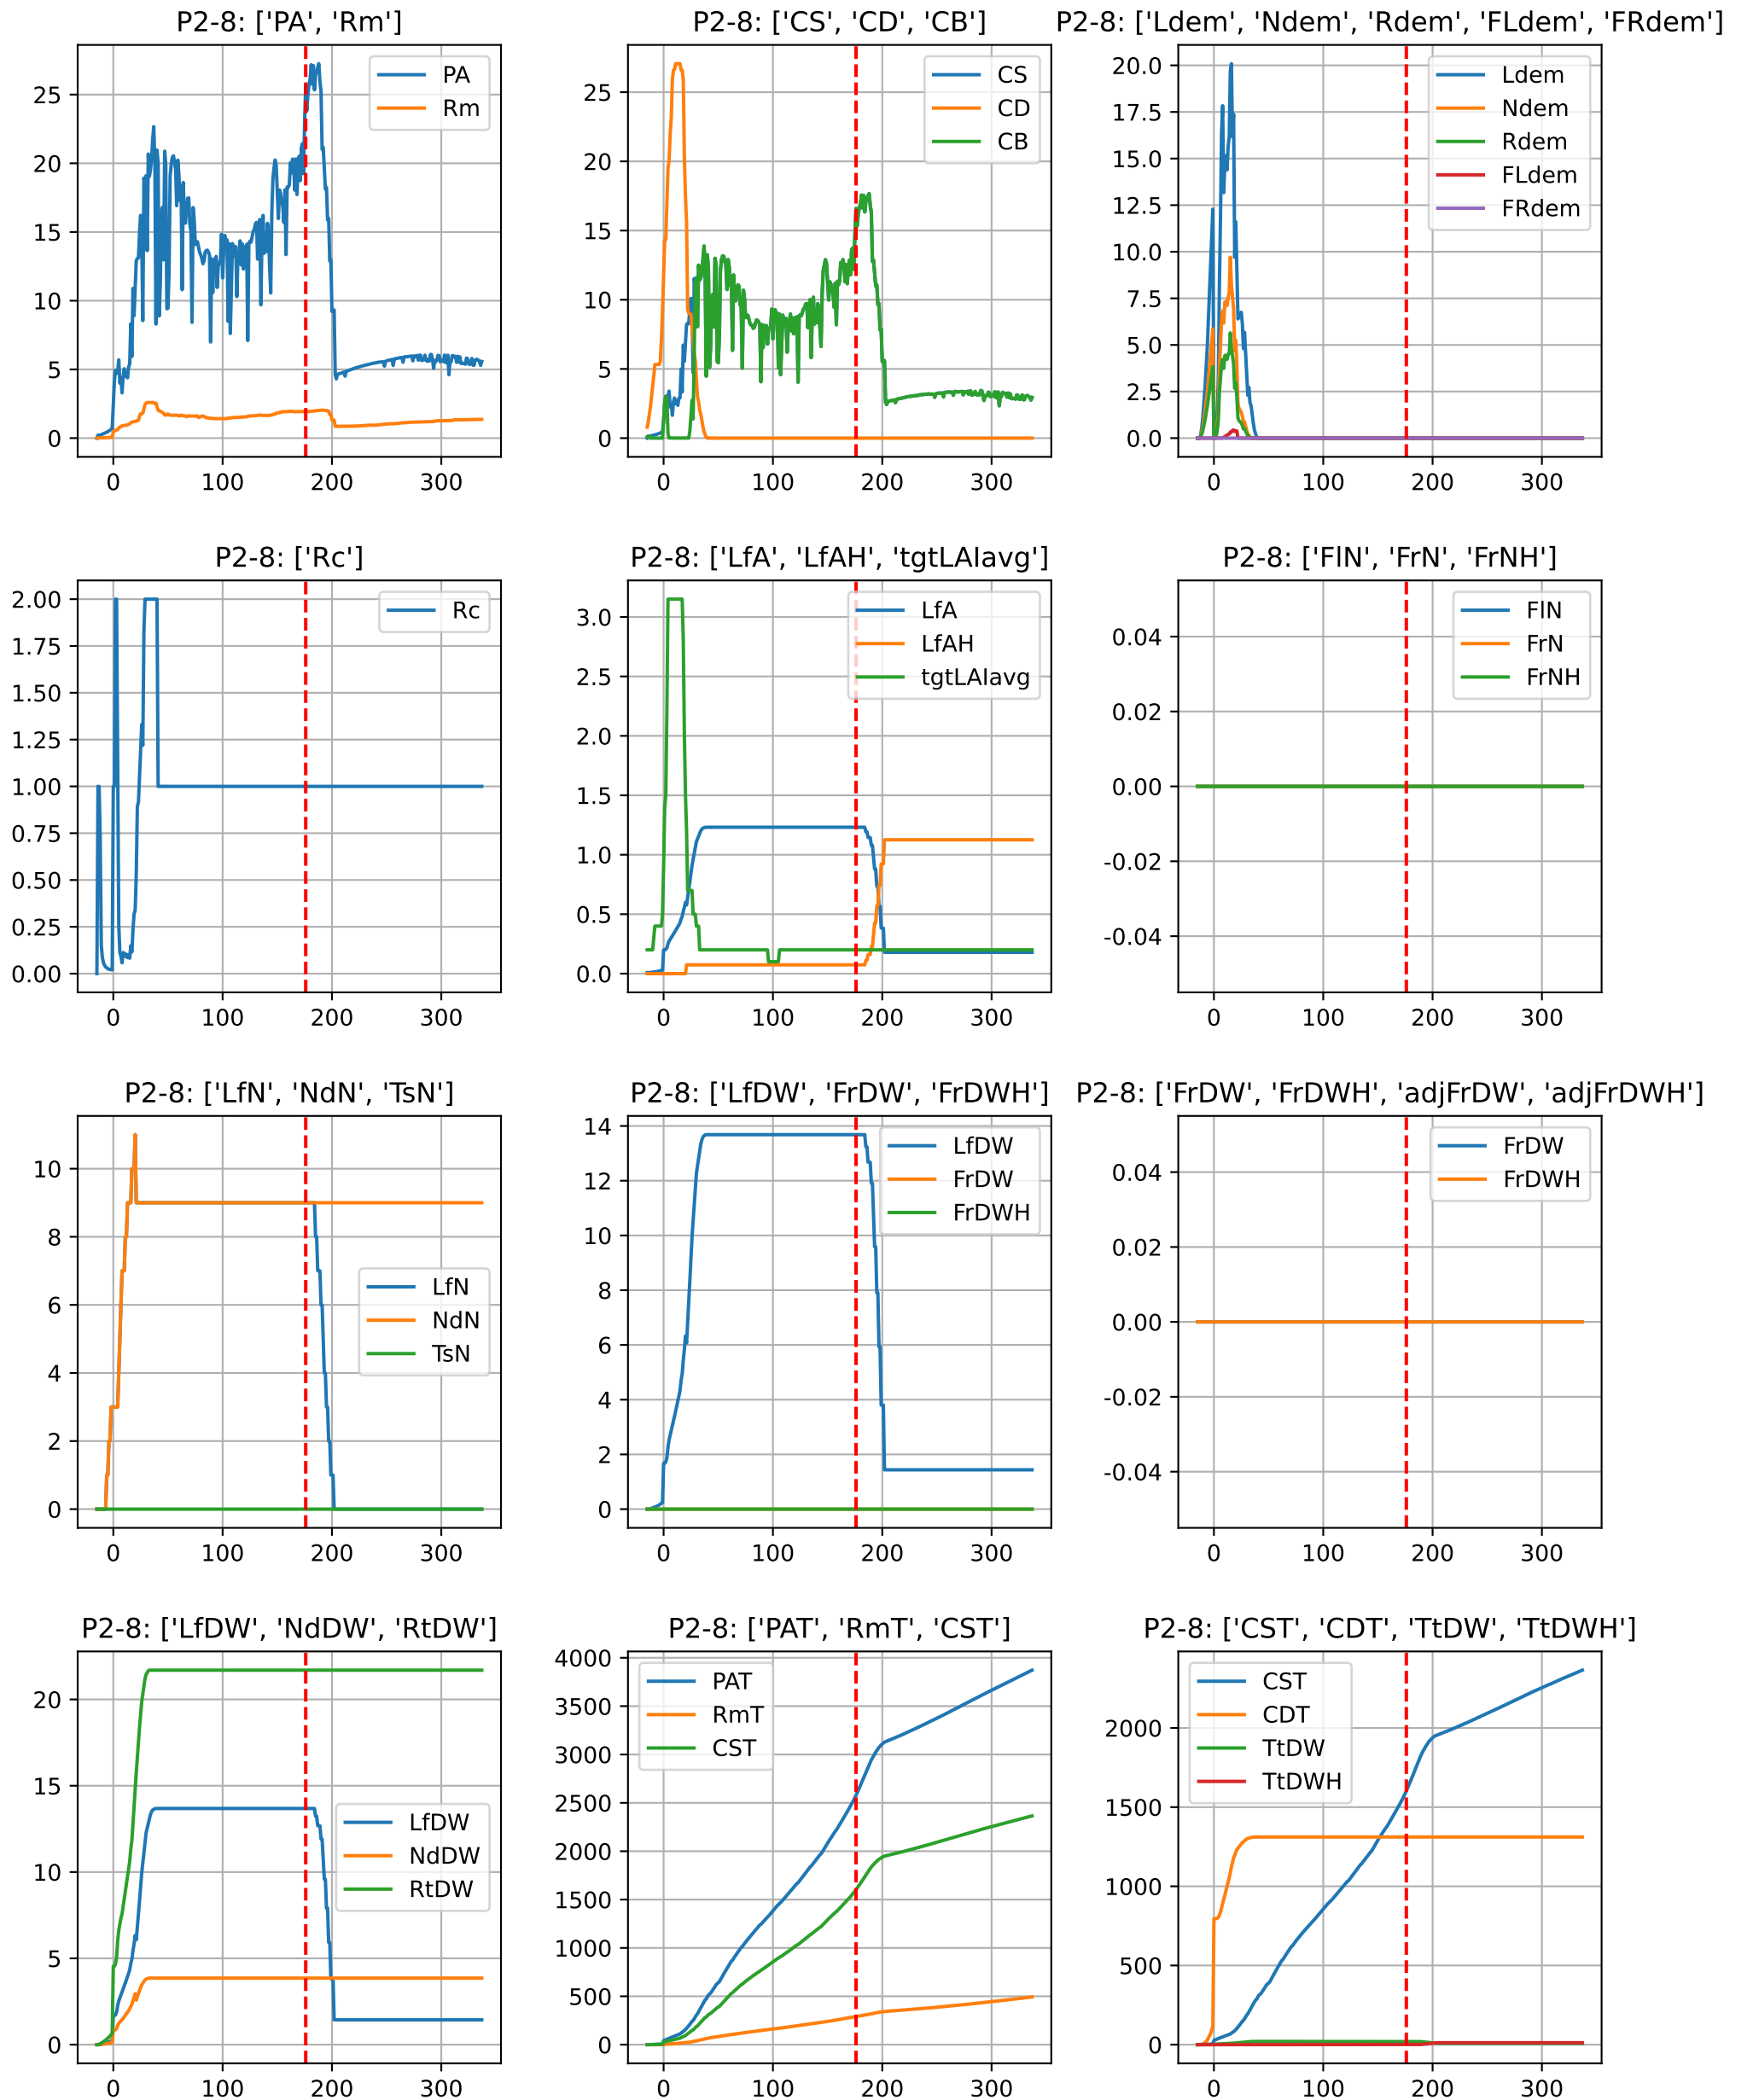 P2-8: ['PA', 'Rm']
25
20
15
10
5
0
0 100 200 300
PA
Rm
P2-8: ['CS', 'CD', 'CB']
25
20
15
10
5
0
0 100 200 300
CS
CD
CB
P2-8: ['Ldem', 'Ndem', 'Rdem', 'FLdem', 'FRdem']
20.0
17.5
15.0
12.5
10.0
7.5
5.0
2.5
0.0
0 100 200 300
Ldem
Ndem
Rdem
FLdem
FRdem
P2-8: ['Rc']
2.00
1.75
1.50
1.25
1.00
0.75
0.50
0.25
0.00
0 100 200 300
Rc
P2-8: ['LfA', 'LfAH', 'tgtLAIavg']
3.0
2.5
2.0
1.5
1.0
0.5
0.0
0 100 200 300
LfA
LfAH
tgtLAIavg
P2-8: ['FlN', 'FrN', 'FrNH']
0.04
0.02
0.00
-0.02
-0.04
0 100 200 300
FlN
FrN
FrNH
P2-8: ['LfN', 'NdN', 'TsN']
10
8
6
4
2
0
0 100 200 300
LfN
NdN
TsN
P2-8: ['LfDW', 'FrDW', 'FrDWH']
14
12
10
8
6
4
2
0
0 100 200 300
LfDW
FrDW
FrDWH
P2-8: ['FrDW', 'FrDWH', 'adjFrDW', 'adjFrDWH']
0.04
0.02
0.00
-0.02
-0.04
0 100 200 300
FrDW
FrDWH
P2-8: ['LfDW', 'NdDW', 'RtDW']
20
15
10
5
0
0 100 200 300
LfDW
NdDW
RtDW
P2-8: ['PAT', 'RmT', 'CST']
4000
3500
3000
2500
2000
1500
1000
500
0
0 100 200 300
PAT
RmT
CST
P2-8: ['CST', 'CDT', 'TtDW', 'TtDWH']
2000
1500
1000
500
0
0 100 200 300
CST
CDT
TtDW
TtDWH